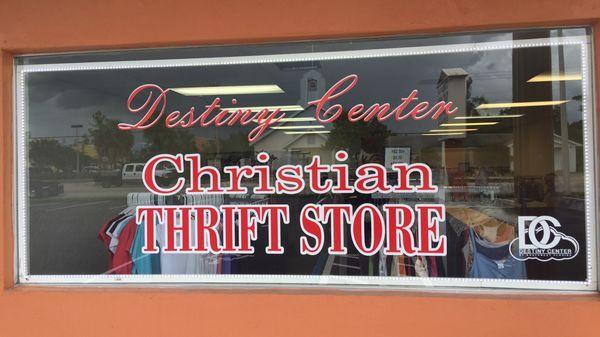 Destiny Center
Christian
THRIFT STORE
DC
DESTINY CENTER